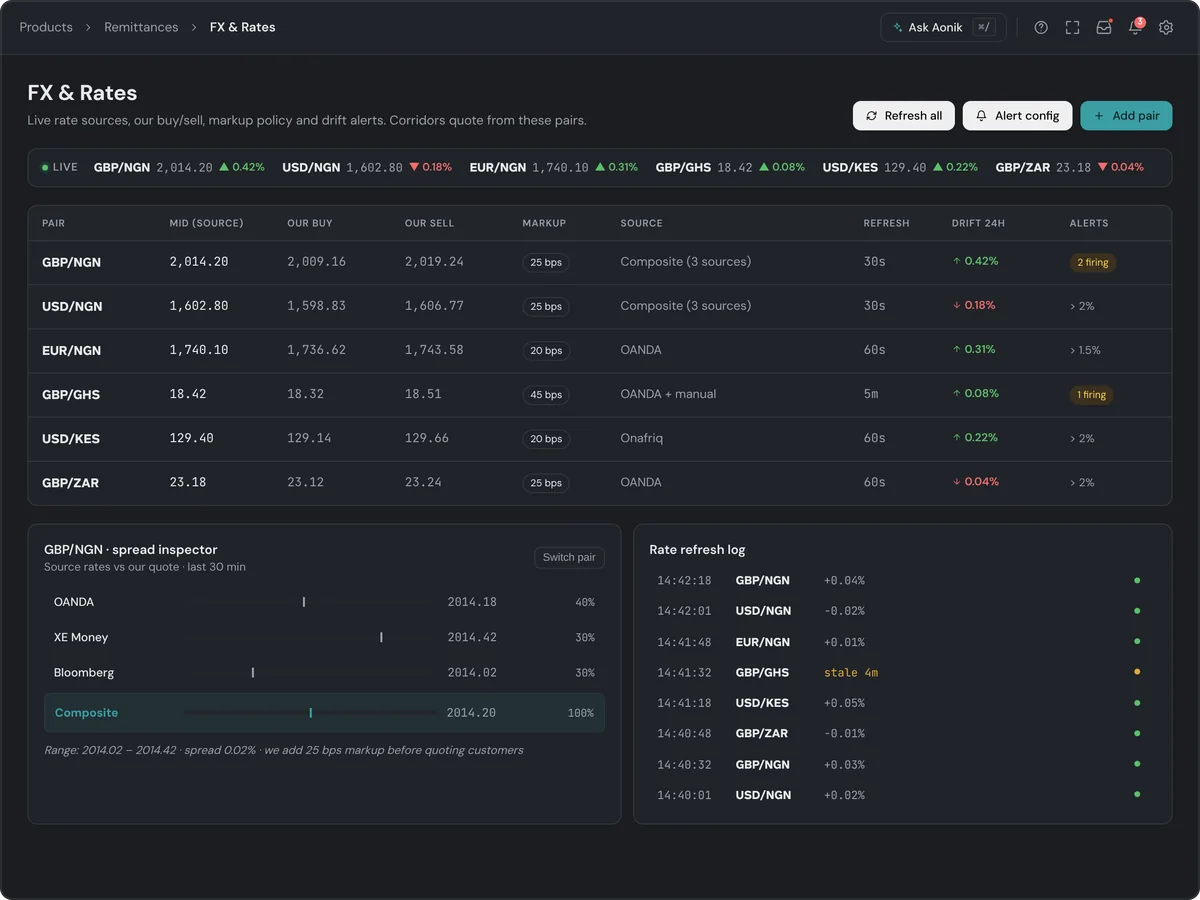 Products > Remittances > FX & Rates
Ask Aonik ⌘/
3
FX & Rates
Live rate sources, our buy/sell, markup policy and drift alerts. Corridors quote from these pairs.
Refresh all
Alert config
+ Add pair
LIVE GBP/NGN 2,014.20 ▲ 0.42% USD/NGN 1,602.80 ▼ 0.18% EUR/NGN 1,740.10 ▲ 0.31% GBP/GHS 18.42 ▲ 0.08% USD/KES 129.40 ▲ 0.22% GBP/ZAR 23.18 ▼ 0.04%
PAIR MID (SOURCE) OUR BUY OUR SELL MARKUP SOURCE REFRESH DRIFT 24H ALERTS
GBP/NGN 2,014.20 2,009.16 2,019.24 25 bps Composite (3 sources) 30s ↑ 0.42% 2 firing
USD/NGN 1,602.80 1,598.83 1,606.77 25 bps Composite (3 sources) 30s ↓ 0.18% > 2%
EUR/NGN 1,740.10 1,736.62 1,743.58 20 bps OANDA 60s ↑ 0.31% > 1.5%
GBP/GHS 18.42 18.32 18.51 45 bps OANDA + manual 5m ↑ 0.08% 1 firing
USD/KES 129.40 129.14 129.66 20 bps Onafriq 60s ↑ 0.22% > 2%
GBP/ZAR 23.18 23.12 23.24 25 bps OANDA 60s ↓ 0.04% > 2%
GBP/NGN · spread inspector
Source rates vs our quote · last 30 min
Switch pair
OANDA 2014.18 40%
XE Money 2014.42 30%
Bloomberg 2014.02 30%
Composite 2014.20 100%
Range: 2014.02 – 2014.42 · spread 0.02% · we add 25 bps markup before quoting customers
Rate refresh log
14:42:18 GBP/NGN +0.04%
14:42:01 USD/NGN -0.02%
14:41:48 EUR/NGN +0.01%
14:41:32 GBP/GHS stale 4m
14:41:18 USD/KES +0.05%
14:40:48 GBP/ZAR -0.01%
14:40:32 GBP/NGN +0.03%
14:40:01 USD/NGN +0.02%